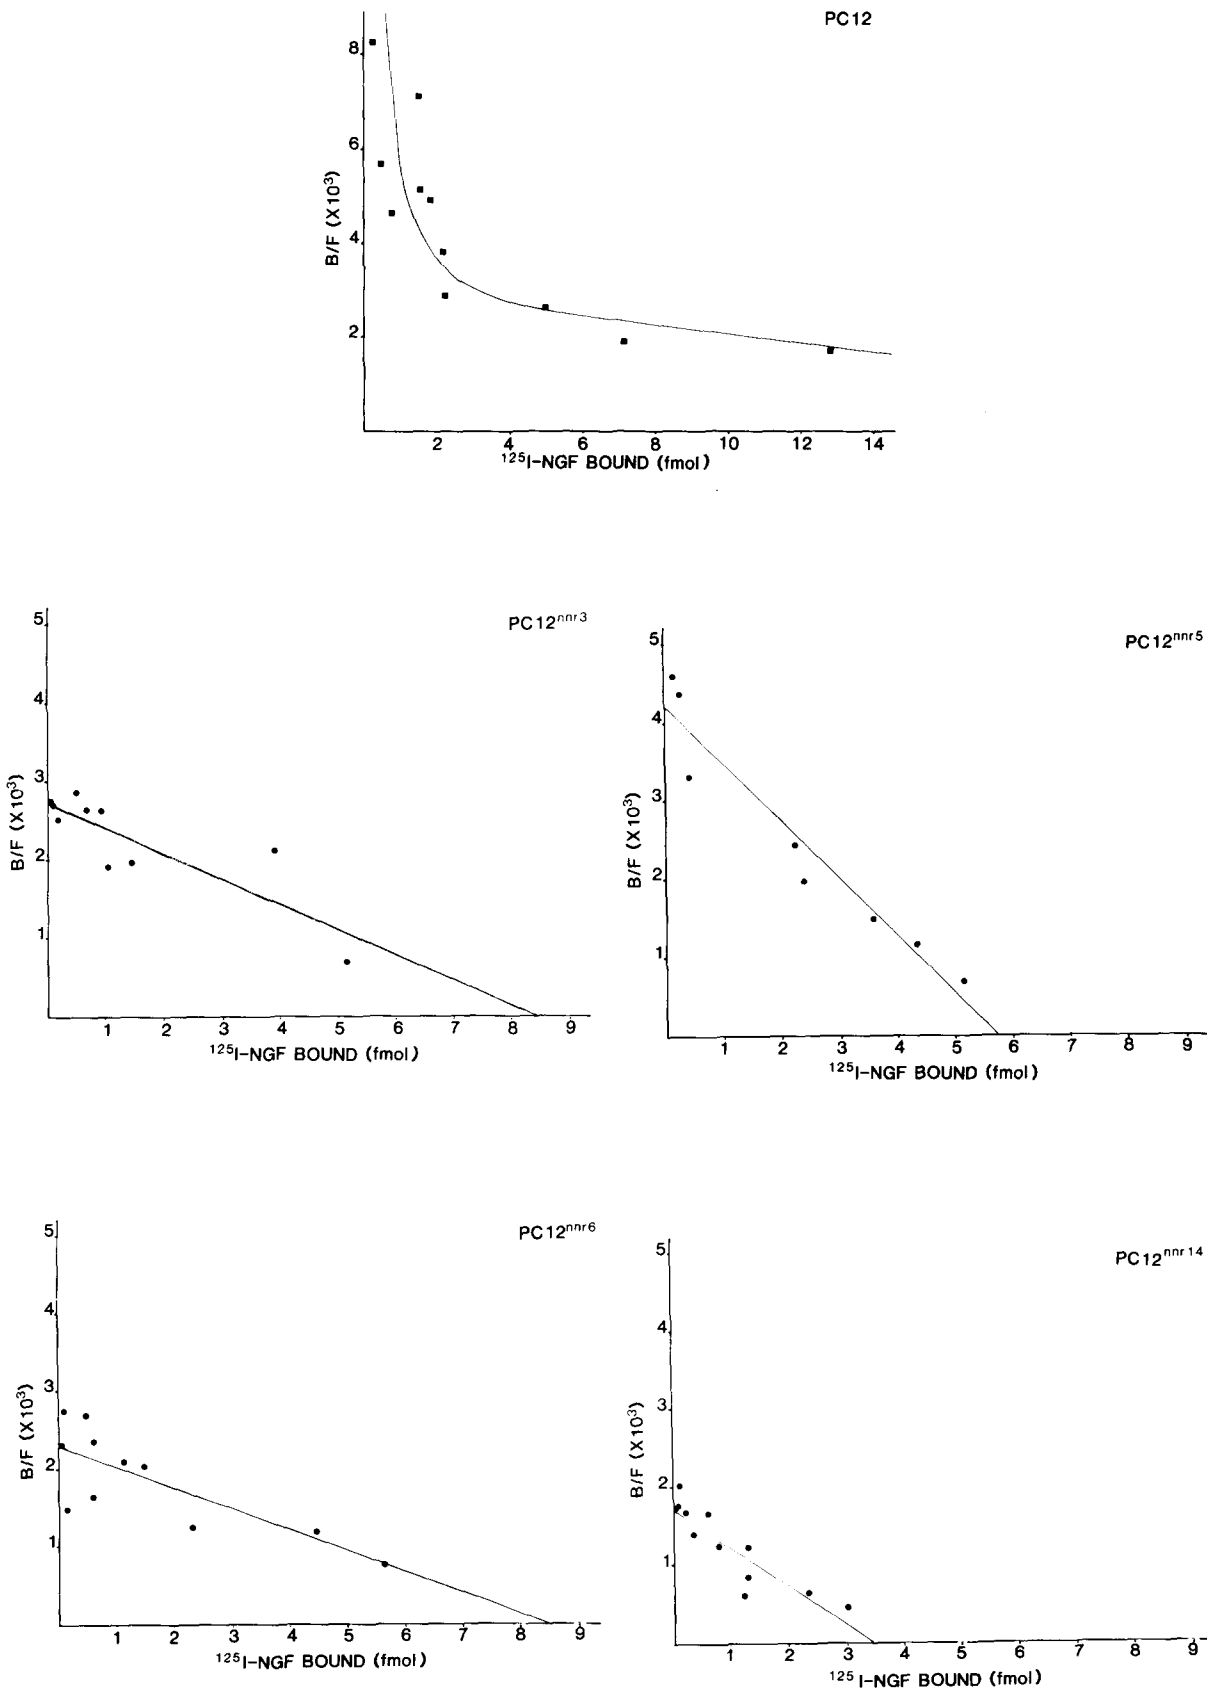 PC12
8
6
4
2
B/F (X10³)
2 4 6 8 10 12 14
¹²⁵I-NGF BOUND (fmol)
PC12ⁿⁿʳ³
5
4
3
2
1
B/F (X10³)
1 2 3 4 5 6 7 8 9
¹²⁵I-NGF BOUND (fmol)
PC12ⁿⁿʳ⁵
5
4
3
2
1
B/F (X10³)
1 2 3 4 5 6 7 8 9
¹²⁵I-NGF BOUND (fmol)
PC12ⁿⁿʳ⁶
5
4
3
2
1
B/F (X10³)
1 2 3 4 5 6 7 8 9
¹²⁵I-NGF BOUND (fmol)
PC12ⁿⁿʳ¹⁴
5
4
3
2
1
B/F (X10³)
1 2 3 4 5 6 7 8 9
¹²⁵I-NGF BOUND (fmol)